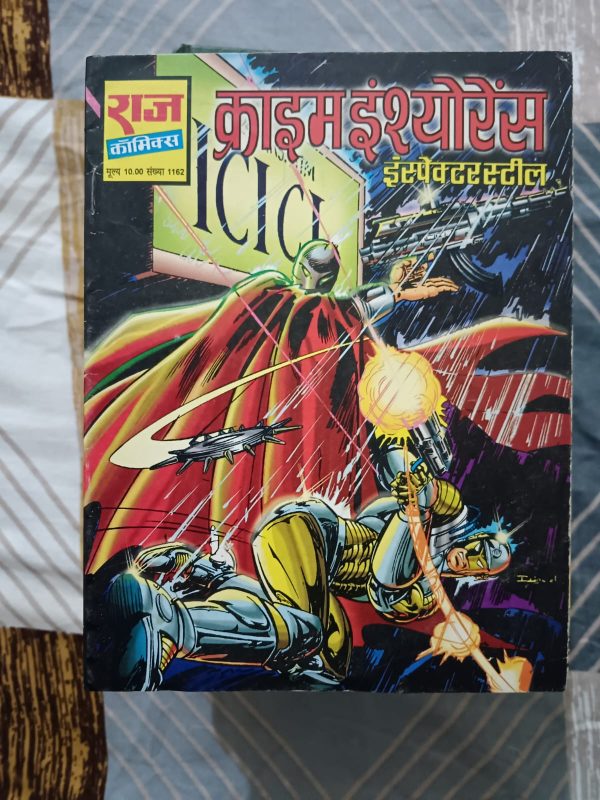 राज
कॉमिक्स
मूल्य 10.00 संख्या 1162
क्राइम इंश्योरेंस
इंस्पेक्टर स्टील
ICICI